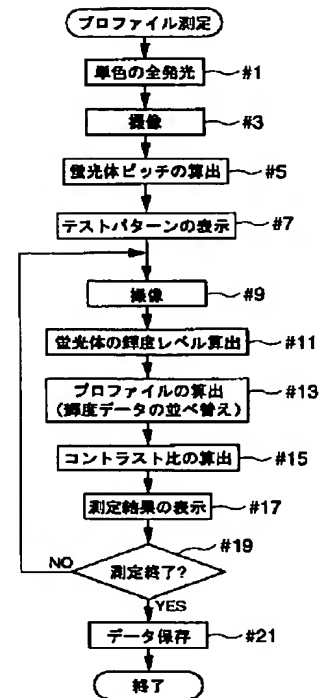 プロファイル測定
単色の全発光
#1
撮像
#3
蛍光体ピッチの算出
#5
テストパターンの表示
#7
撮像
#9
蛍光体の輝度レベル算出
#11
プロファイルの算出
(輝度データの並べ替え)
#13
コントラスト比の算出
#15
測定結果の表示
#17
測定終了?
#19
NO
YES
データ保存
#21
終了